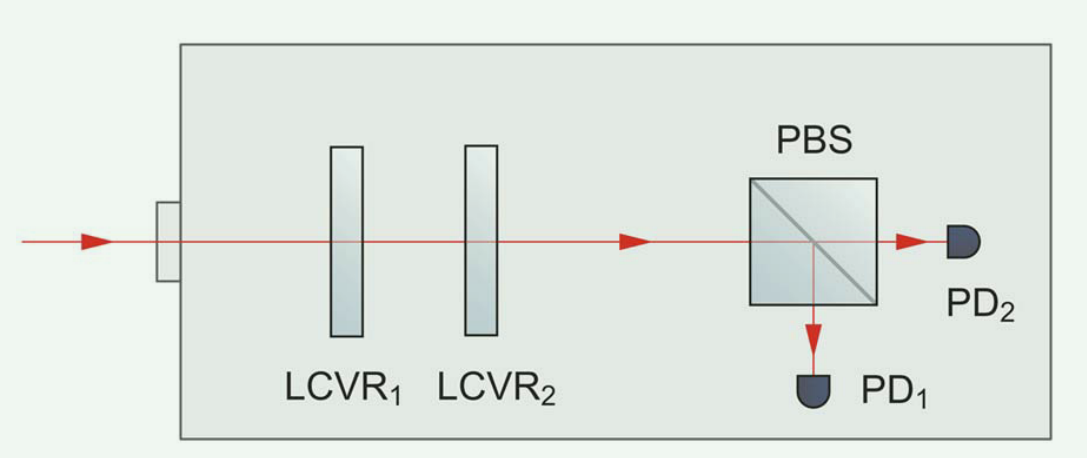 PBS
PD₂
LCVR₁ LCVR₂
PD₁